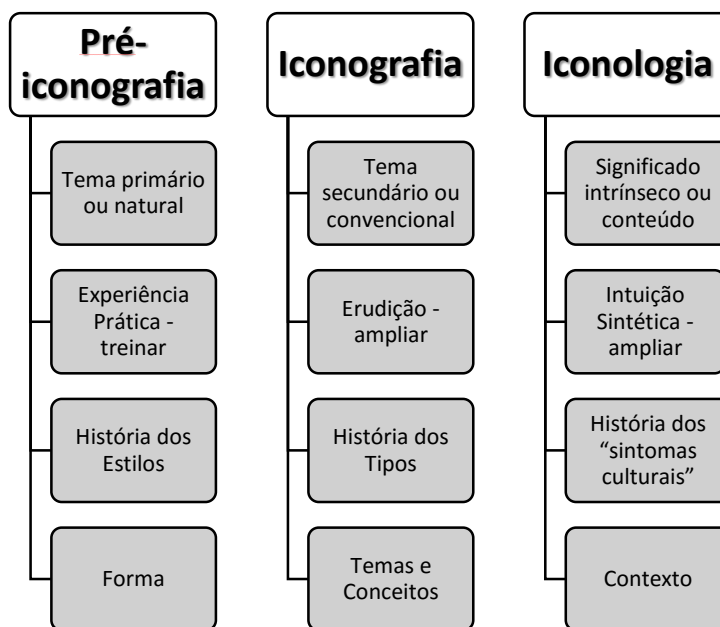 Pré-
iconografia
Tema primário
ou natural
Experiência
Prática -
treinar
História dos
Estilos
Forma
Iconografia
Tema
secundário ou
convencional
Erudição -
ampliar
História dos
Tipos
Temas e
Conceitos
Iconologia
Significado
intrínseco ou
conteúdo
Intuição
Sintética -
ampliar
História dos
“sintomas
culturais”
Contexto